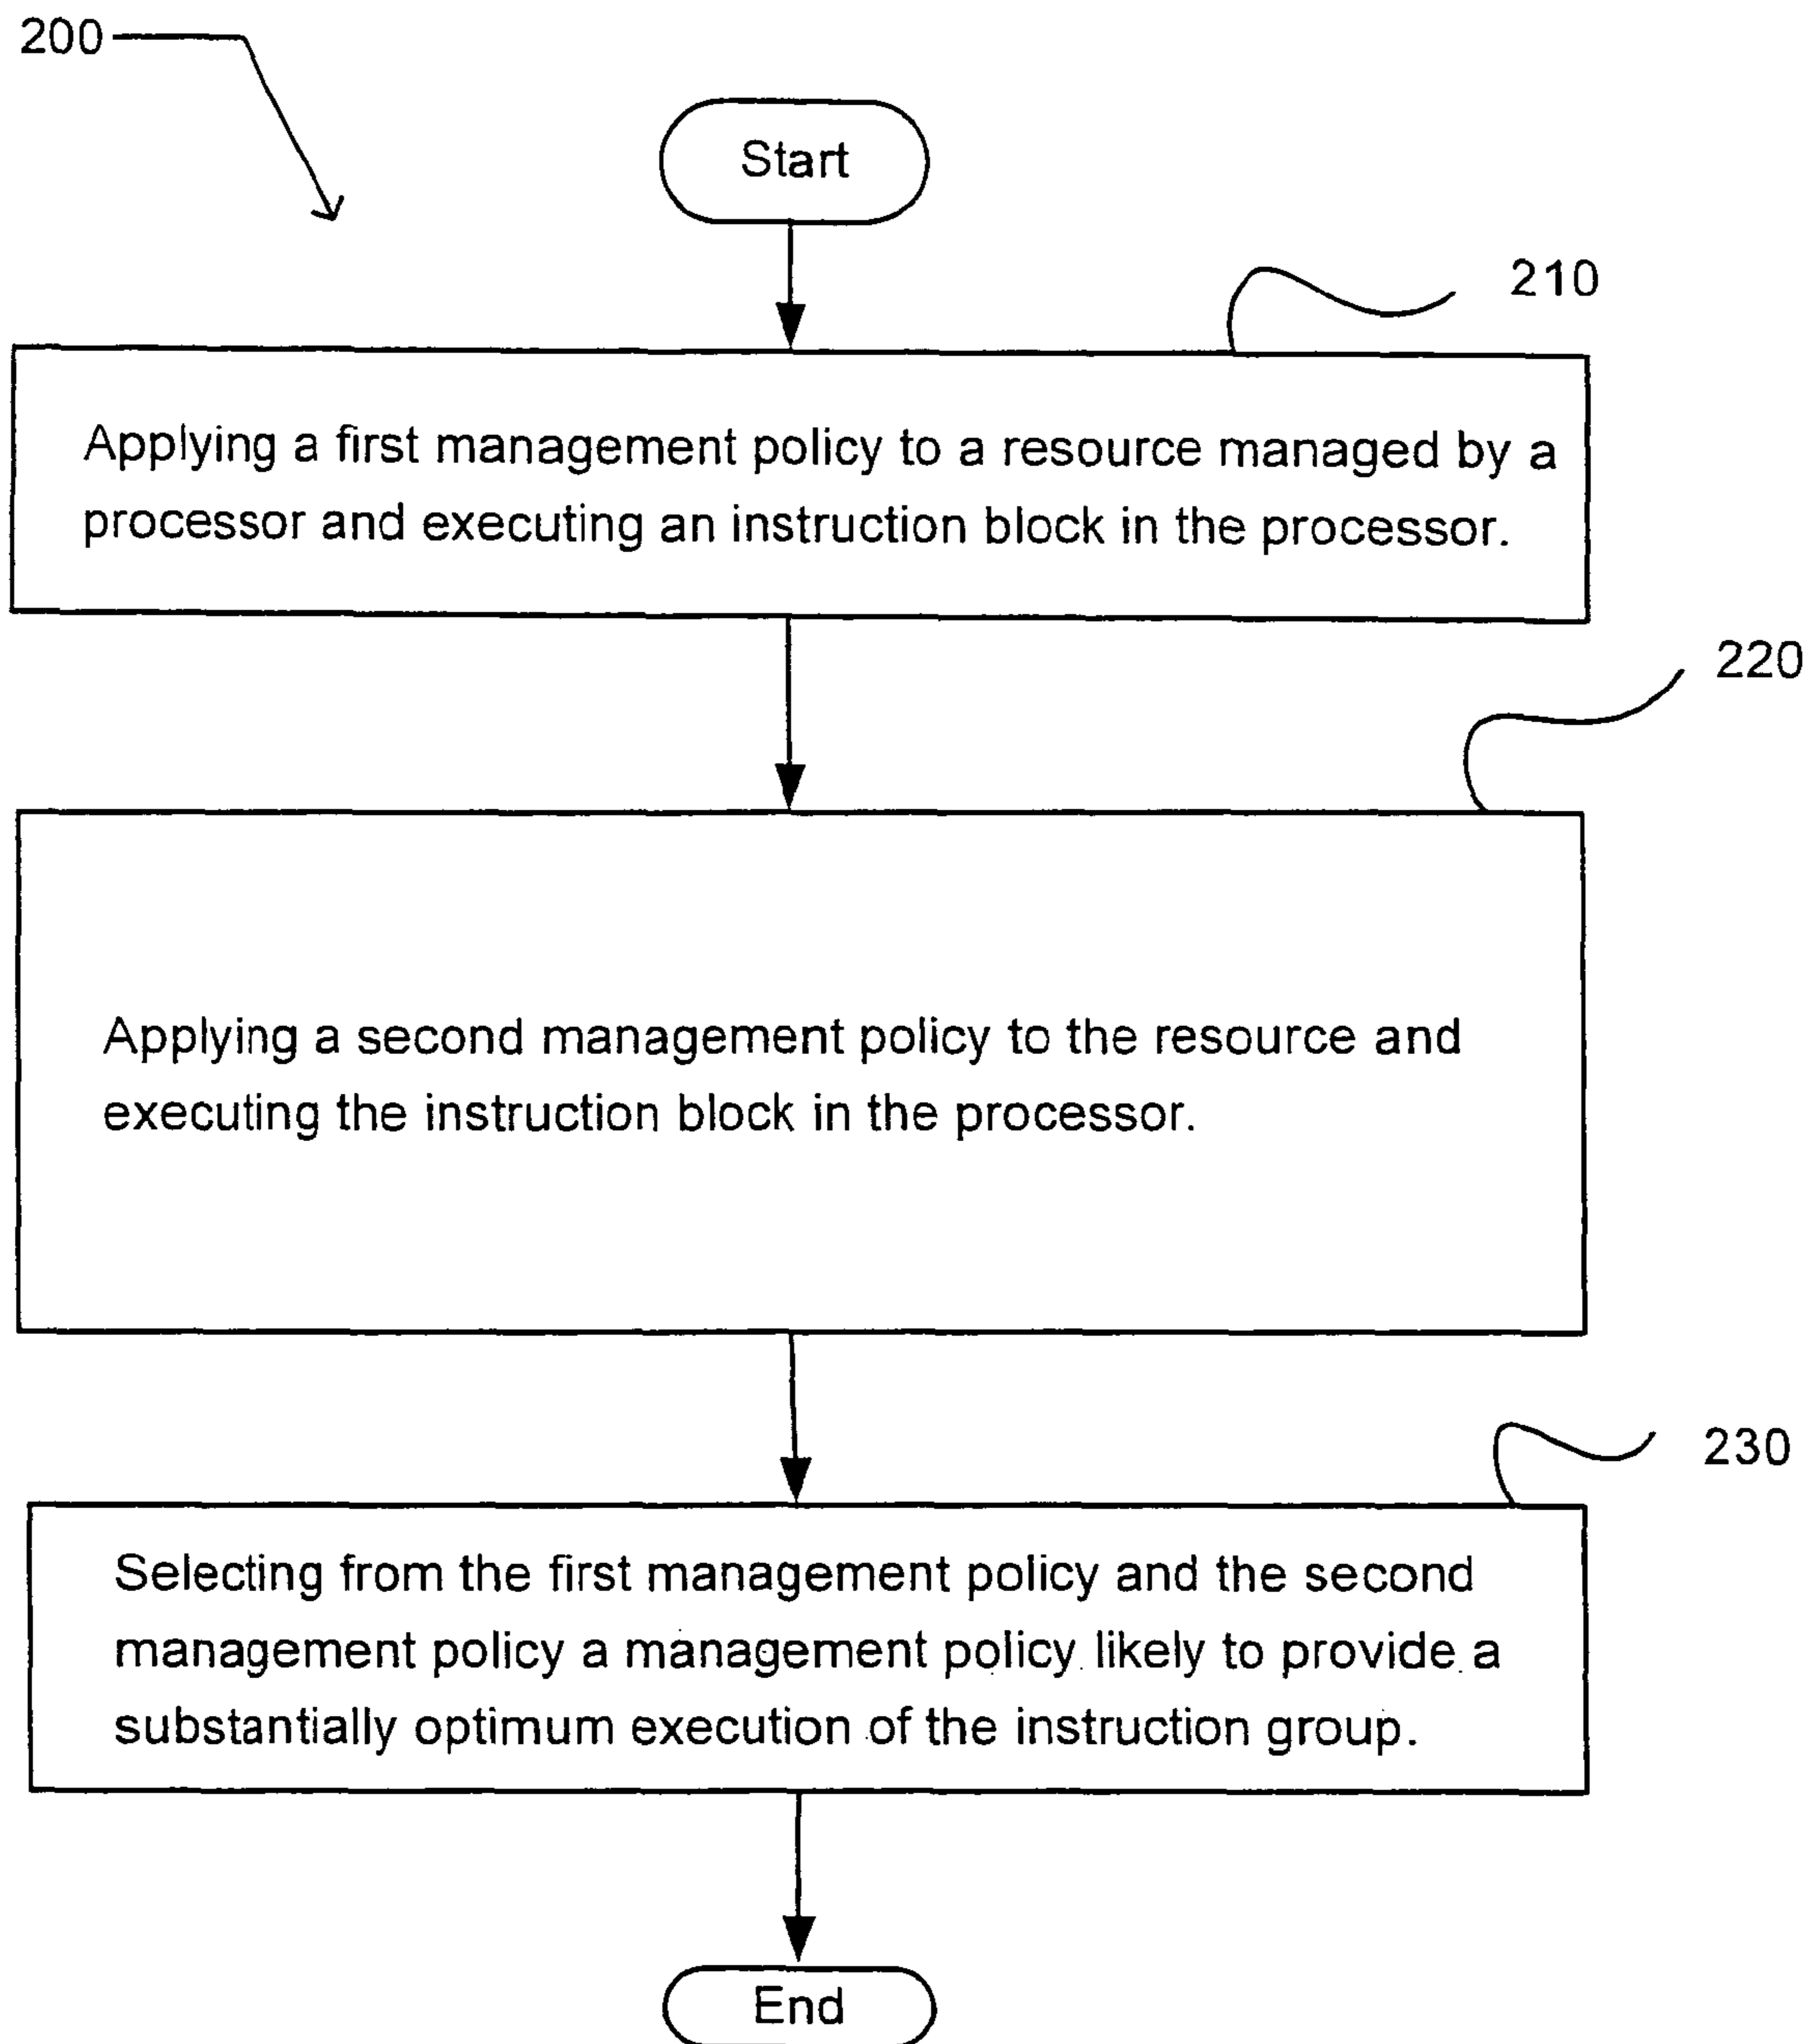 200
Start
210
Applying a first management policy to a resource managed by a
processor and executing an instruction block in the processor.
220
Applying a second management policy to the resource and
executing the instruction block in the processor.
230
Selecting from the first management policy and the second
management policy a management policy likely to provide a
substantially optimum execution of the instruction group.
End